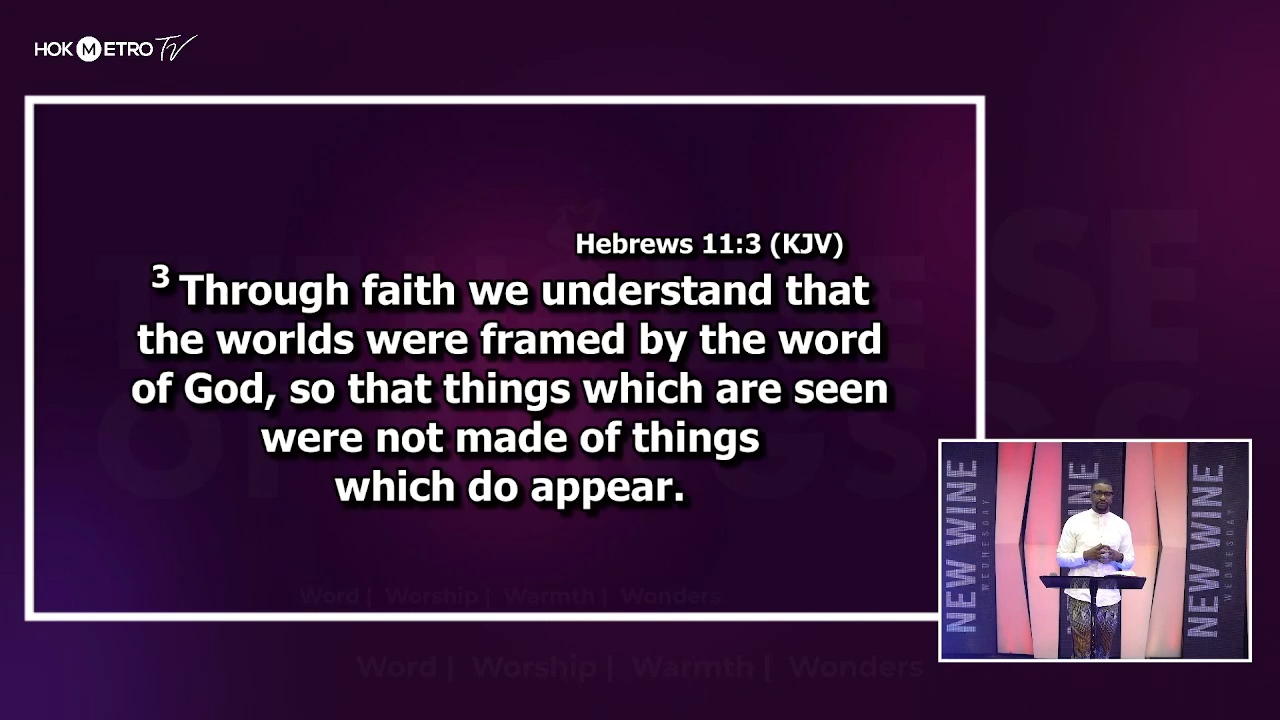 HOK METRO TV
Hebrews 11:3 (KJV)
3 Through faith we understand that
the worlds were framed by the word
of God, so that things which are seen
were not made of things
which do appear.
Word | Worship | Warmth | Wonders
Word | Worship | Warmth | Wonders
NEW WINE
WEDNESDAY
WINE
NEW WINE
WEDNESDAY